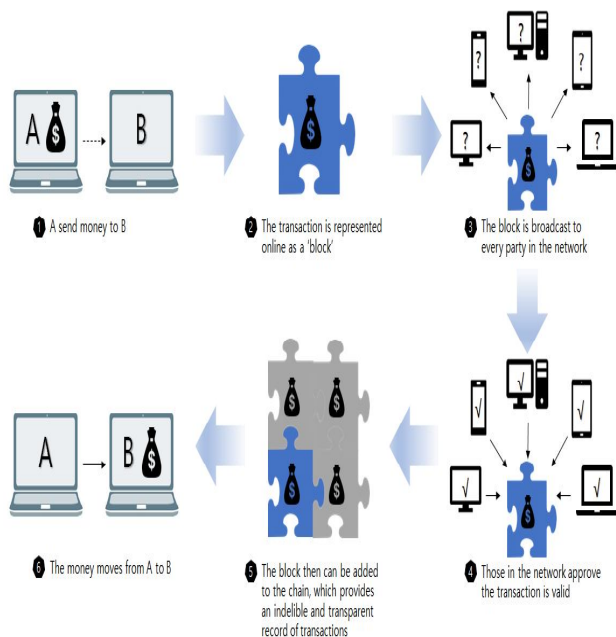 A $ B
1 A send money to B
$
2 The transaction is represented
online as a 'block'
? ? ?
? $ ?
3 The block is broadcast to
every party in the network
√ √ √
√ $ √
4 Those in the network approve
the transaction is valid
$ $
$ $
5 The block then can be added
to the chain, which provides
an indelible and transparent
record of transactions
A B $
6 The money moves from A to B